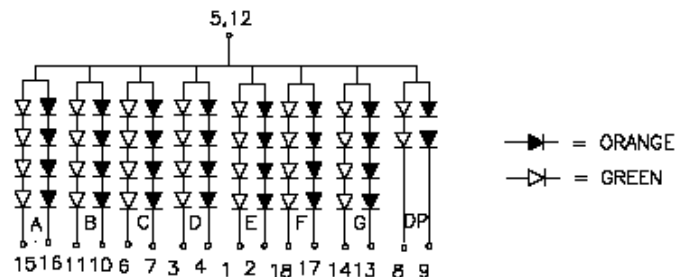 5,12
= ORANGE
= GREEN
A B C D E F G DP
15 16 11 10 6 7 3 4 1 2 18 17 14 13 8 9